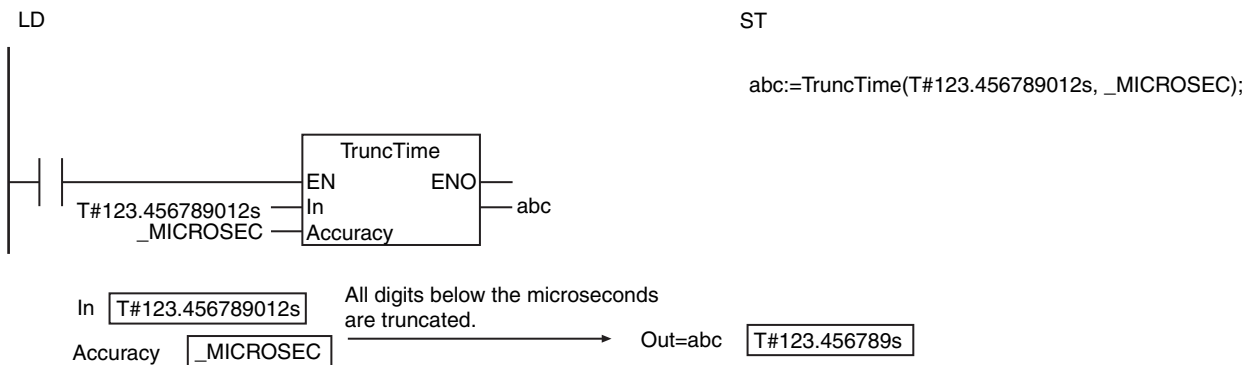 LD
ST
abc:=TruncTime(T#123.456789012s, _MICROSEC);
TruncTime
EN ENO
T#123.456789012s In abc
_MICROSEC Accuracy
In T#123.456789012s
All digits below the microseconds
are truncated.
Accuracy _MICROSEC
Out=abc T#123.456789s